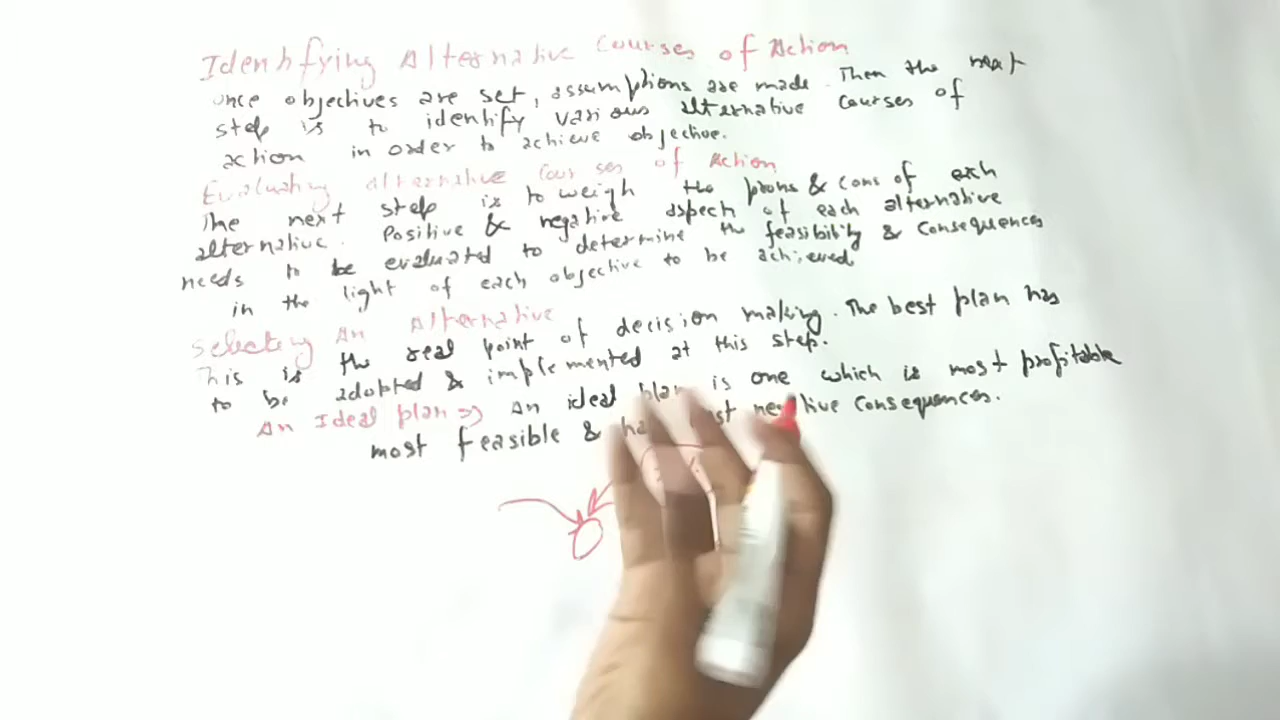 Identifying Alternative Courses of Action
once objectives are set, assumptions are made. Then the next
step is to identify various alternative courses of
action in order to achieve objective.
Evaluating alternative Courses of Action
The next step is to weigh the prons & cons of each
alternative. Positive & negative aspect of each alternative
needs to be evaluated to determine the feasibility & consequences
in the light of each objective to be achieved.
Selecting An Alternative
This is the real point of decision making. The best plan has
to be adopted & implemented at this step.
An Ideal plan => An ideal plan is one which is most profitable
most feasible & consequences.